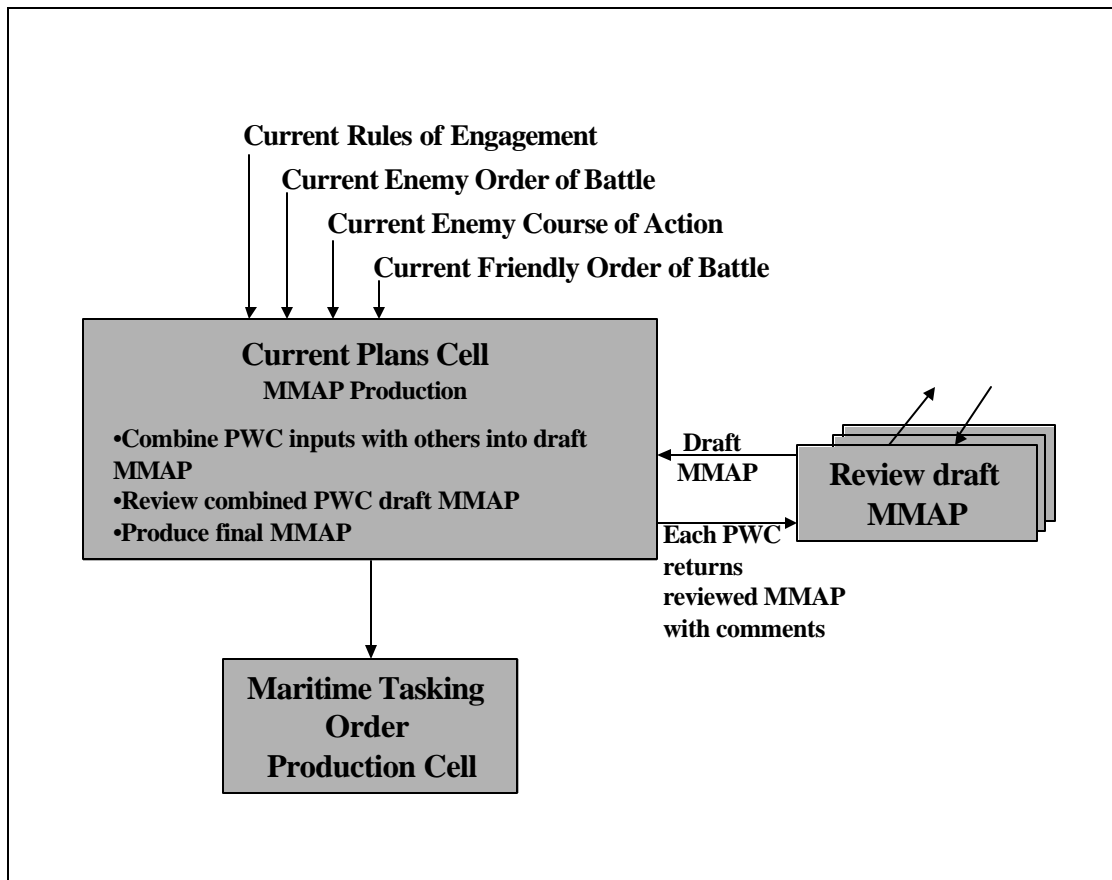 Current Rules of Engagement
Current Enemy Order of Battle
Current Enemy Course of Action
Current Friendly Order of Battle
Current Plans Cell
MMAP Production
•Combine PWC inputs with others into draft
MMAP
•Review combined PWC draft MMAP
•Produce final MMAP
Draft
MMAP
Each PWC
returns
reviewed MMAP
with comments
Review draft
MMAP
Maritime Tasking
Order
Production Cell